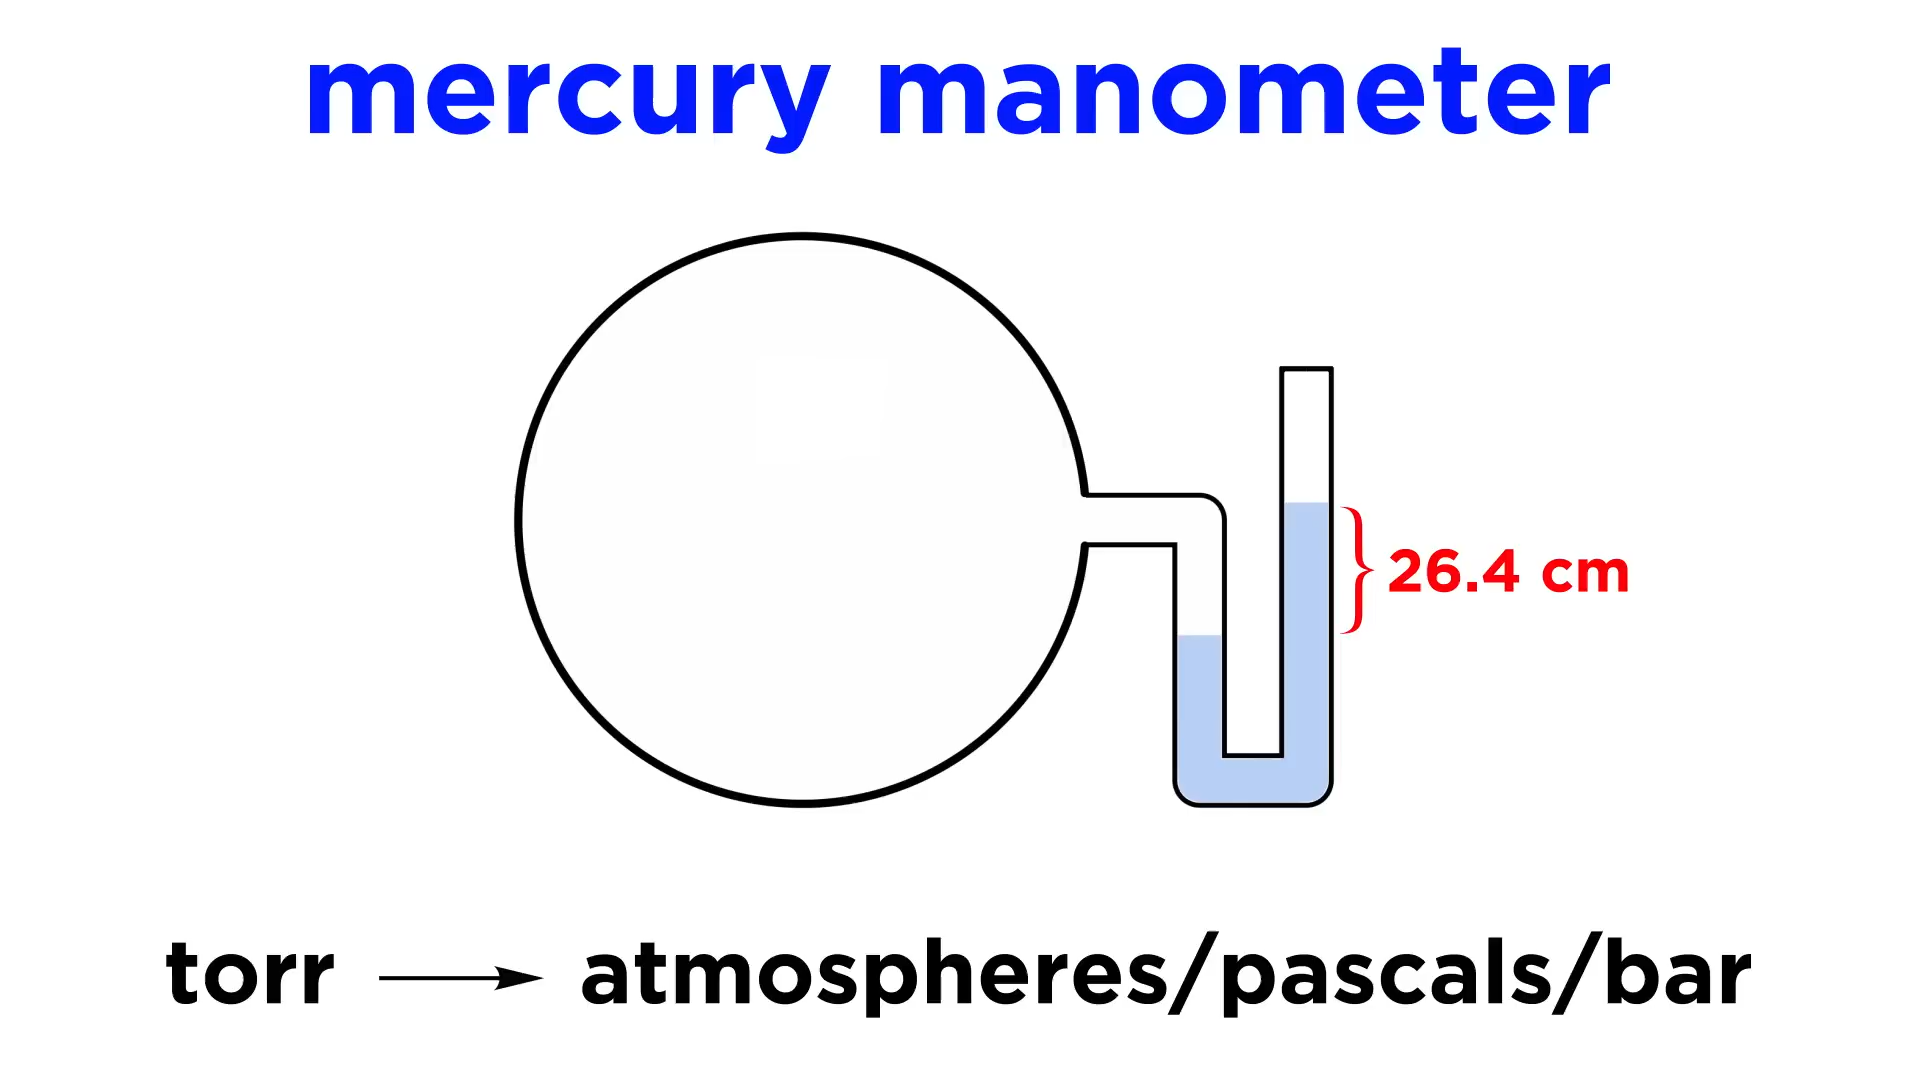 mercury manometer
26.4 cm
torr → atmospheres/pascals/bar